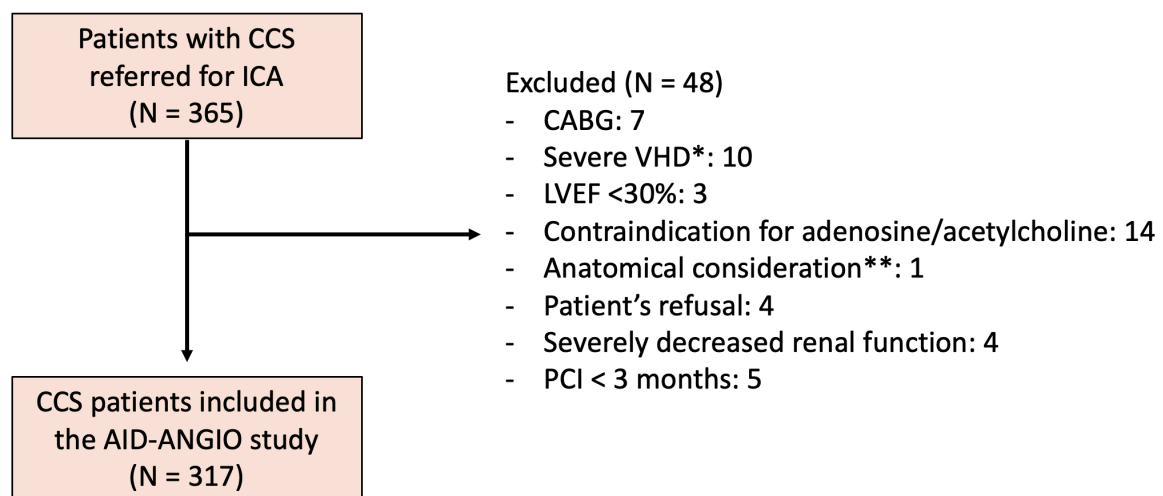 Patients with CCS
referred for ICA
(N = 365)
Excluded (N = 48)
- CABG: 7
- Severe VHD*: 10
- LVEF <30%: 3
- Contraindication for adenosine/acetylcholine: 14
- Anatomical consideration**: 1
- Patient’s refusal: 4
- Severely decreased renal function: 4
- PCI < 3 months: 5
CCS patients included in
the AID-ANGIO study
(N = 317)